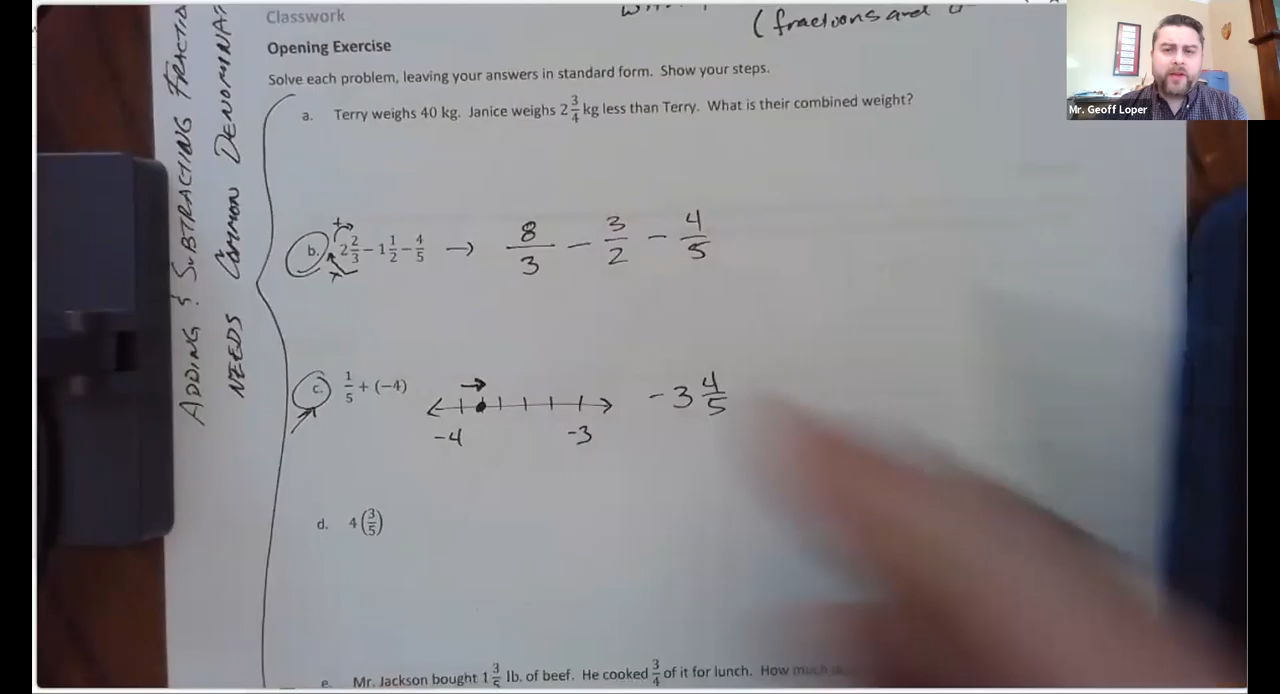 Classwork
(fractions and
Opening Exercise
Solve each problem, leaving your answers in standard form. Show your steps.
a. Terry weighs 40 kg. Janice weighs 2 3/4 kg less than Terry. What is their combined weight?
b. 2 2/3 - 1 1/2 - 4/5 → 8/3 - 3/2 - 4/5
+
x
c. 1/5 + (-4)
-4 -3
-3 4/5
d. 4(3/5)
e. Mr. Jackson bought 1 3/5 lb. of beef. He cooked 3/4 of it for lunch. How much
ADDING & SUBTRACTING FRACTIO
NEEDS COMMON DENOMINA
Mr. Geoff Loper